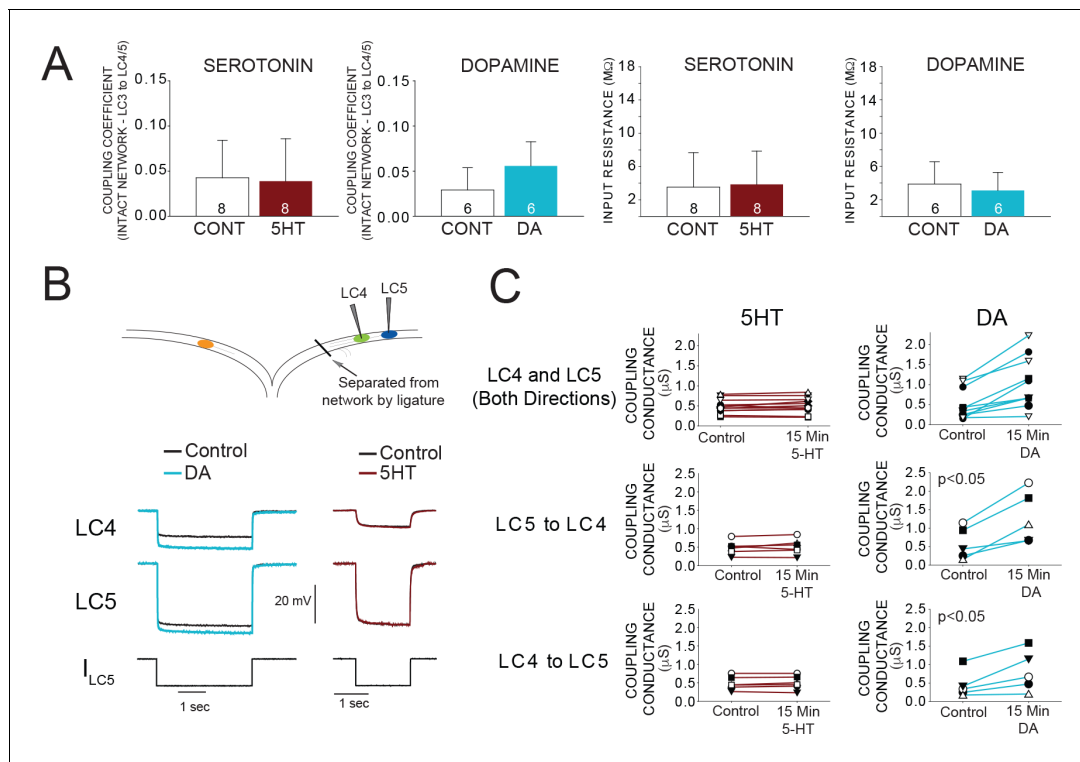 A
SEROTONIN
COUPLING COEFFICIENT
(INTACT NETWORK - LC3 to LC4/5)
0.15
0.10
0.05
0.00
8
8
CONT
5HT
DOPAMINE
COUPLING COEFFICIENT
(INTACT NETWORK - LC3 to LC4/5)
0.15
0.10
0.05
0.00
6
6
CONT
DA
SEROTONIN
INPUT RESISTANCE (MΩ)
18
14
10
6
4
2
8
8
CONT
5HT
DOPAMINE
INPUT RESISTANCE (MΩ)
18
14
10
6
4
2
6
6
CONT
DA
B
LC4
LC5
Separated from
network by ligature
Control
DA
Control
5HT
LC4
LC5
20 mV
ILC5
1 sec
1 sec
C
5HT
DA
LC4 and LC5
(Both Directions)
COUPLING
CONDUCTANCE
(µS)
2.0
1.5
1.0
0.5
0.0
Control
15 Min
5-HT
COUPLING
CONDUCTANCE
(µS)
2.0
1.5
1.0
0.5
0.0
Control
15 Min
DA
LC5 to LC4
COUPLING
CONDUCTANCE
(µS)
2.5
2.0
1.5
1.0
0.5
0.0
Control
15 Min
5-HT
COUPLING
CONDUCTANCE
(µS)
p<0.05
2.0
1.5
1.0
0.5
0.0
Control
15 Min
DA
LC4 to LC5
COUPLING
CONDUCTANCE
(µS)
2.5
2.0
1.5
1.0
0.5
0.0
Control
15 Min
5-HT
COUPLING
CONDUCTANCE
(µS)
p<0.05
2.0
1.5
1.0
0.5
0.0
Control
15 Min
DA